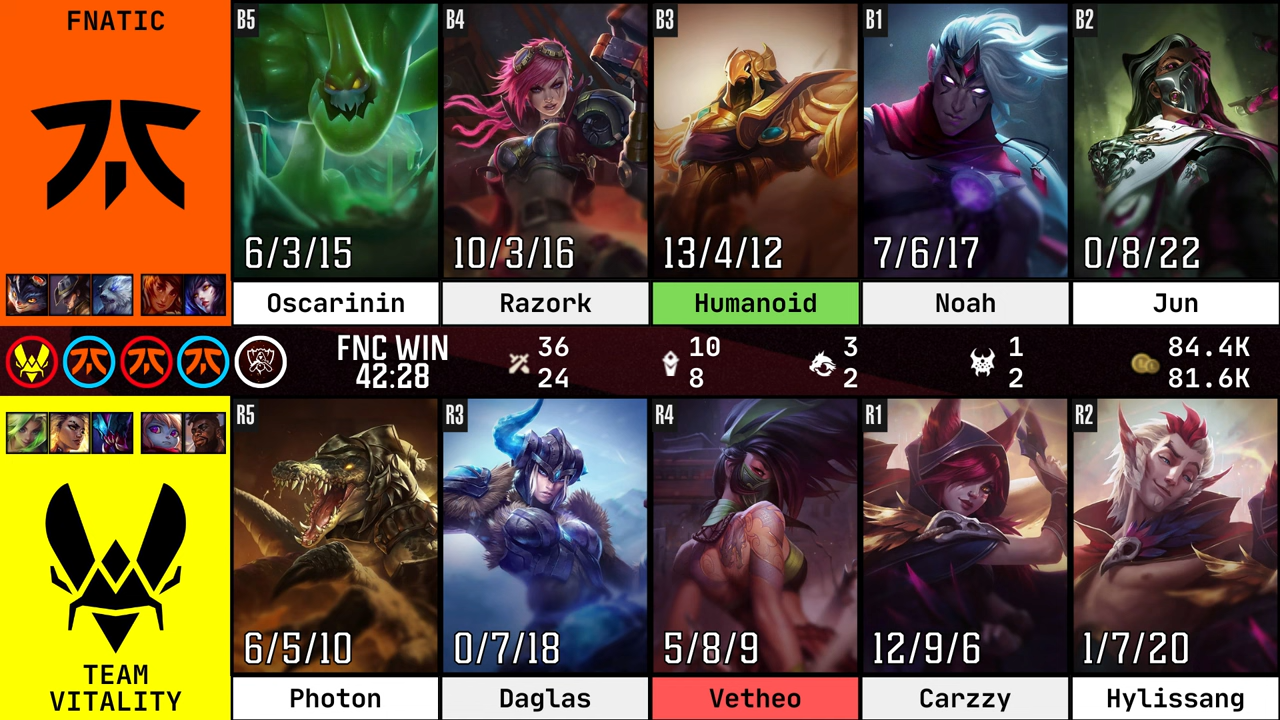 FNATIC
B5
B4
B3
B1
B2
6/3/15
10/3/16
13/4/12
7/6/17
0/8/22
Oscarinin
Razork
Humanoid
Noah
Jun
FNC WIN
42:28
36
24
10
8
3
2
1
2
84.4K
81.6K
R5
R3
R4
R1
R2
6/5/10
0/7/18
5/8/9
12/9/6
1/7/20
TEAM
VITALITY
Photon
Daglas
Vetheo
Carzzy
Hylissang